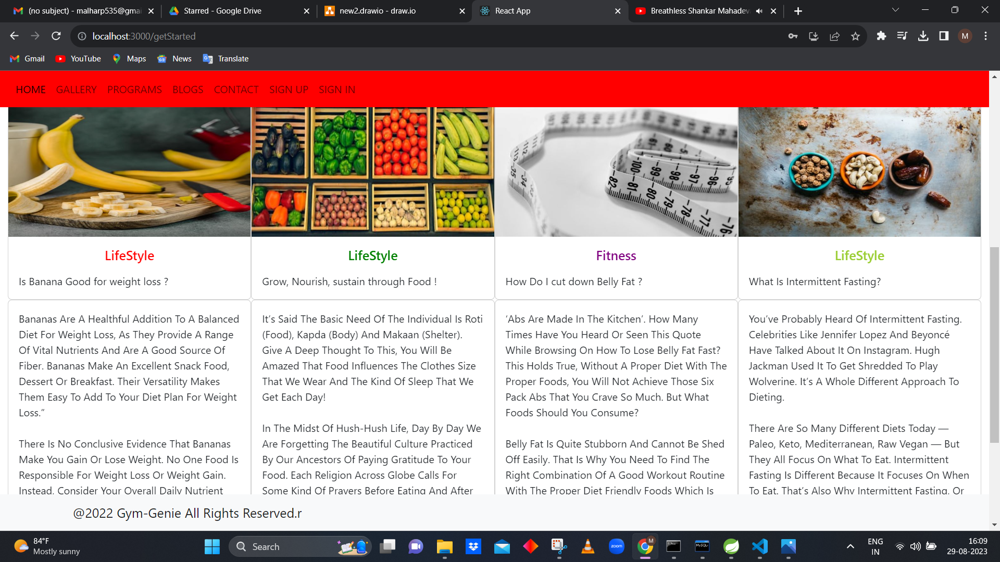 (no subject) - malharp535@gmai
Starred - Google Drive
new2.drawio - draw.io
React App
Breathless Shankar Mahadev
localhost:3000/getStarted
M
Gmail
YouTube
Maps
News
Translate
HOME GALLERY PROGRAMS BLOGS CONTACT SIGN UP SIGN IN
LifeStyle
Is Banana Good for weight loss ?
Bananas Are A Healthful Addition To A Balanced
Diet For Weight Loss, As They Provide A Range
Of Vital Nutrients And Are A Good Source Of
Fiber. Bananas Make An Excellent Snack Food,
Dessert Or Breakfast. Their Versatility Makes
Them Easy To Add To Your Diet Plan For Weight
Loss.”
There Is No Conclusive Evidence That Bananas
Make You Gain Or Lose Weight. No One Food Is
Responsible For Weight Loss Or Weight Gain.
Instead, Consider Your Overall Daily Nutrient
LifeStyle
Grow, Nourish, sustain through Food !
It’s Said The Basic Need Of The Individual Is Roti
(Food), Kapda (Body) And Makaan (Shelter).
Give A Deep Thought To This, You Will Be
Amazed That Food Influences The Clothes Size
That We Wear And The Kind Of Sleep That We
Get Each Day!
In The Midst Of Hush-Hush Life, Day By Day We
Are Forgetting The Beautiful Culture Practiced
By Our Ancestors Of Paying Gratitude To Your
Food. Each Religion Across Globe Calls For
Some Kind Of Prayers Before Eating And After
Fitness
How Do I cut down Belly Fat ?
‘Abs Are Made In The Kitchen’. How Many
Times Have You Heard Or Seen This Quote
While Browsing On How To Lose Belly Fat Fast?
This Holds True, Without A Proper Diet With The
Proper Foods, You Will Not Achieve Those Six
Pack Abs That You Crave So Much. But What
Foods Should You Consume?
Belly Fat Is Quite Stubborn And Cannot Be Shed
Off Easily. That Is Why You Need To Find The
Right Combination Of A Good Workout Routine
With The Proper Diet Friendly Foods Which Is
LifeStyle
What Is Intermittent Fasting?
You’ve Probably Heard Of Intermittent Fasting.
Celebrities Like Jennifer Lopez And Beyoncé
Have Talked About It On Instagram. Hugh
Jackman Used It To Get Shredded To Play
Wolverine. It’s A Whole Different Approach To
Dieting.
There Are So Many Different Diets Today —
Paleo, Keto, Mediterranean, Raw Vegan — But
They All Focus On What To Eat. Intermittent
Fasting Is Different Because It Focuses On When
To Eat. That’s Also Why Intermittent Fasting, Or
@2022 Gym-Genie All Rights Reserved.r
84°F
Mostly sunny
Search
zoom
M
MySQL
ENG
IN
16:09
29-08-2023